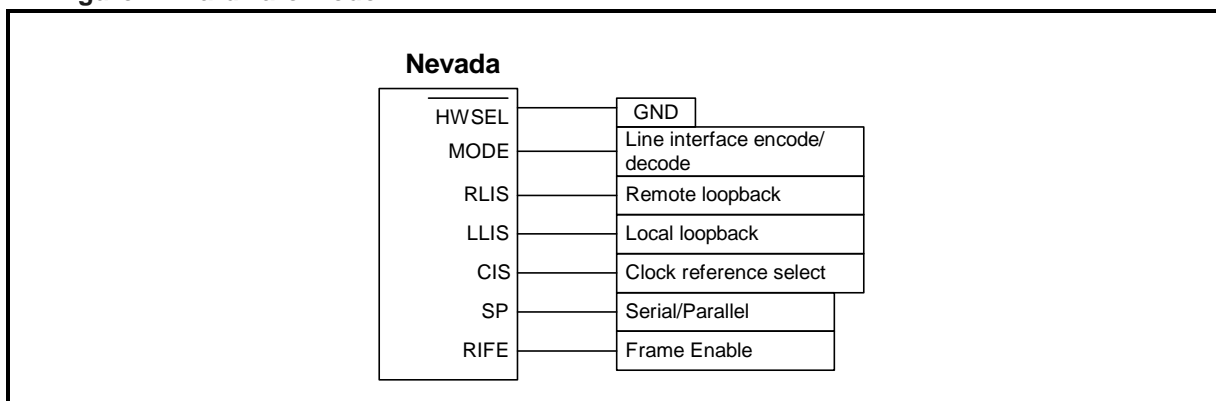 Nevada
HWSEL GND
MODE Line interface encode/
decode
RLIS Remote loopback
LLIS Local loopback
CIS Clock reference select
SP Serial/Parallel
RIFE Frame Enable